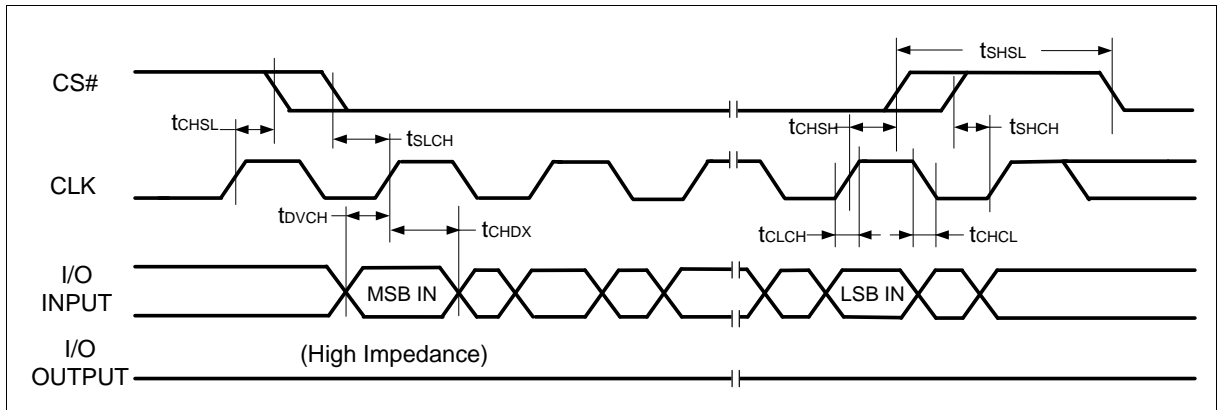 tSHSL
CS#
tCHSL
tSLCH
tCHSH
tSHCH
CLK
tDVCH
tCHDX
tCLCH
tCHCL
I/O
INPUT
MSB IN
LSB IN
I/O
OUTPUT
(High Impedance)